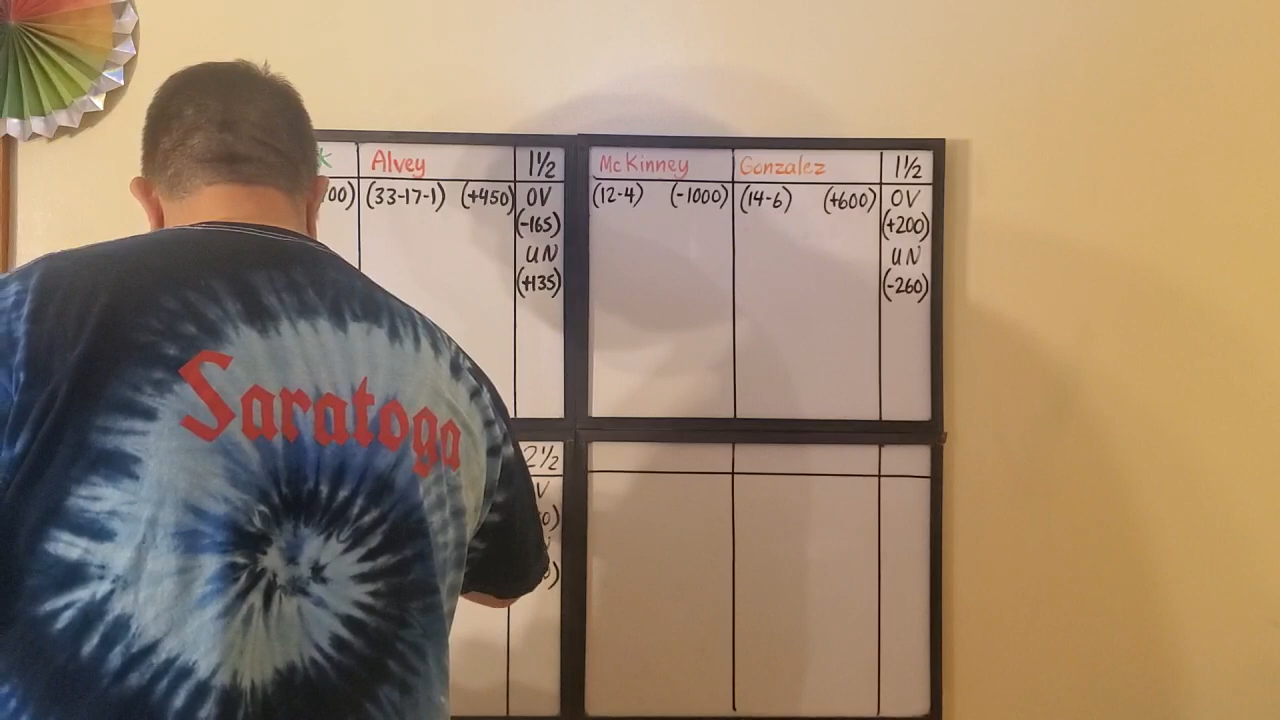 Alvey 1½
(33-17-1) (+450) OV
(-165)
UN
(+135)
McKinney Gonzalez 1½
(12-4) (-1000) (14-6) (+600) OV
(+200)
UN
(-260)
Saratoga
2½